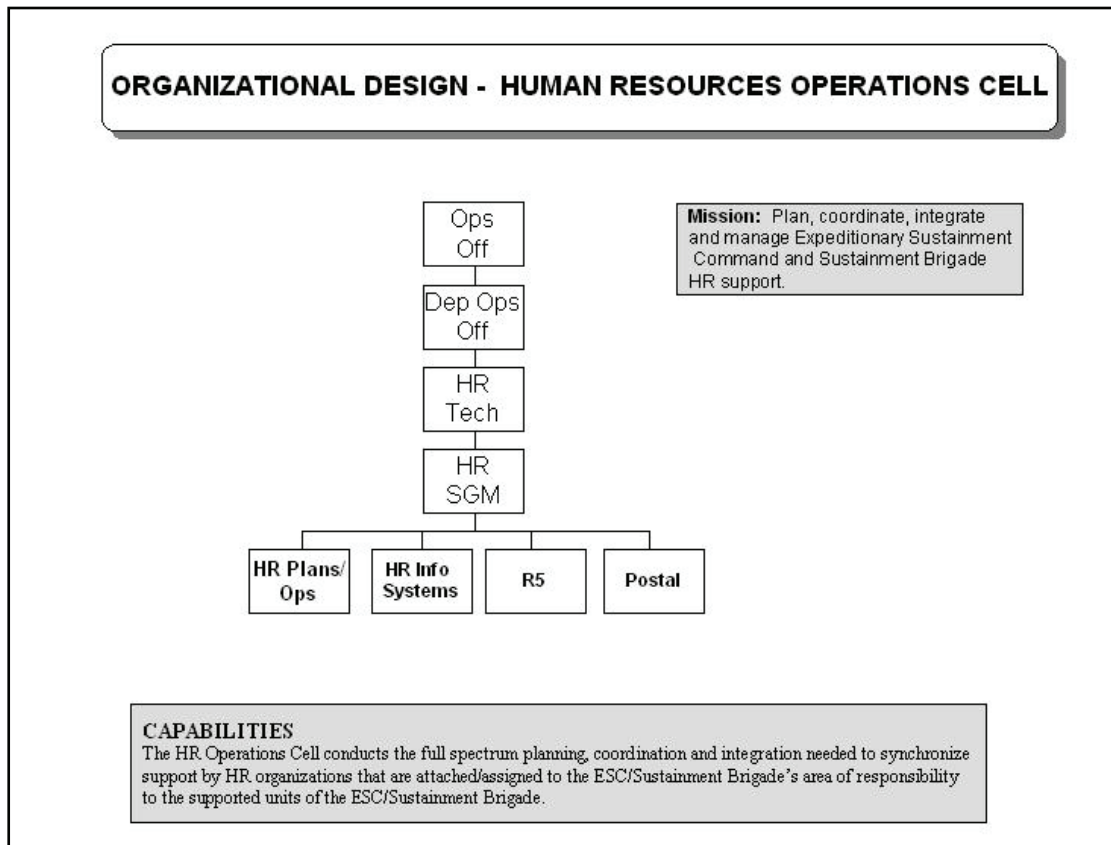 ORGANIZATIONAL DESIGN - HUMAN RESOURCES OPERATIONS CELL
Ops
Off
Mission: Plan, coordinate, integrate
and manage Expeditionary Sustainment
Command and Sustainment Brigade
HR support.
Dep Ops
Off
HR
Tech
HR
SGM
HR Plans/
Ops
HR Info
Systems
R5
Postal
CAPABILITIES
The HR Operations Cell conducts the full spectrum planning, coordination and integration needed to synchronize
support by HR organizations that are attached/assigned to the ESC/Sustainment Brigade’s area of responsibility
to the supported units of the ESC/Sustainment Brigade.